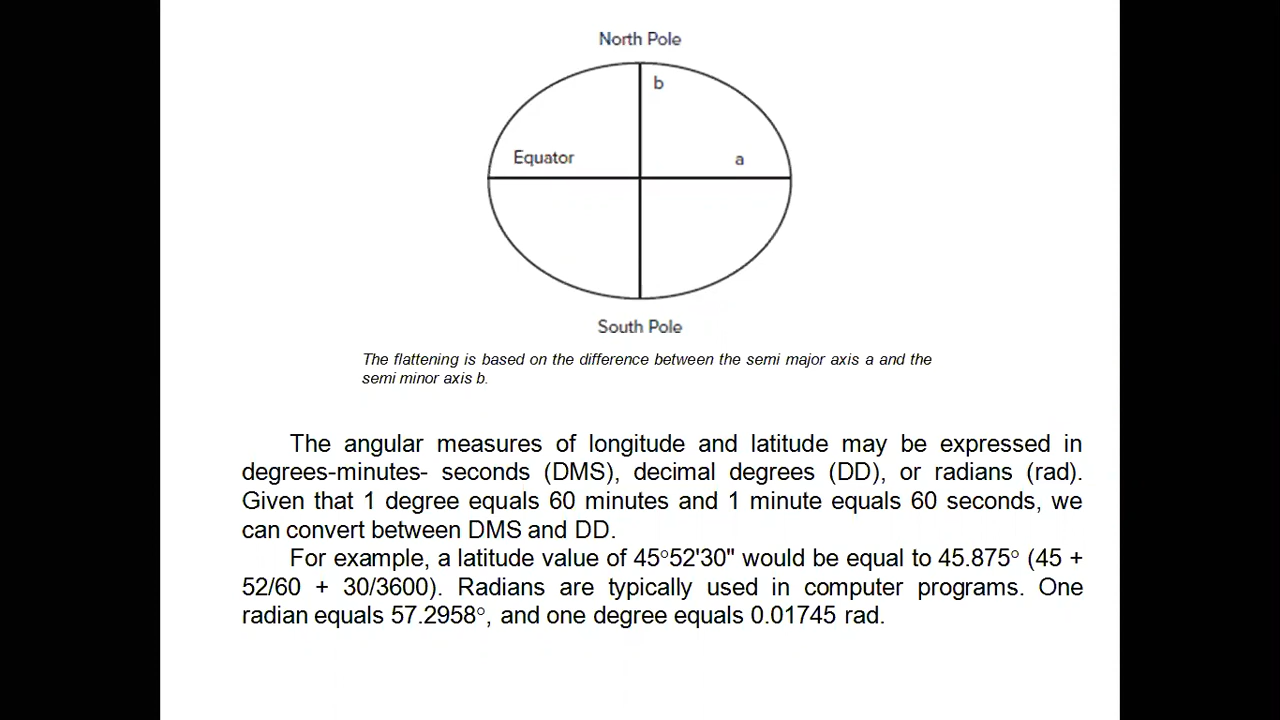 North Pole
b
Equator
a
South Pole
The flattening is based on the difference between the semi major axis a and the
semi minor axis b.
The angular measures of longitude and latitude may be expressed in
degrees-minutes- seconds (DMS), decimal degrees (DD), or radians (rad).
Given that 1 degree equals 60 minutes and 1 minute equals 60 seconds, we
can convert between DMS and DD.
For example, a latitude value of 45°52'30" would be equal to 45.875° (45 +
52/60 + 30/3600). Radians are typically used in computer programs. One
radian equals 57.2958°, and one degree equals 0.01745 rad.